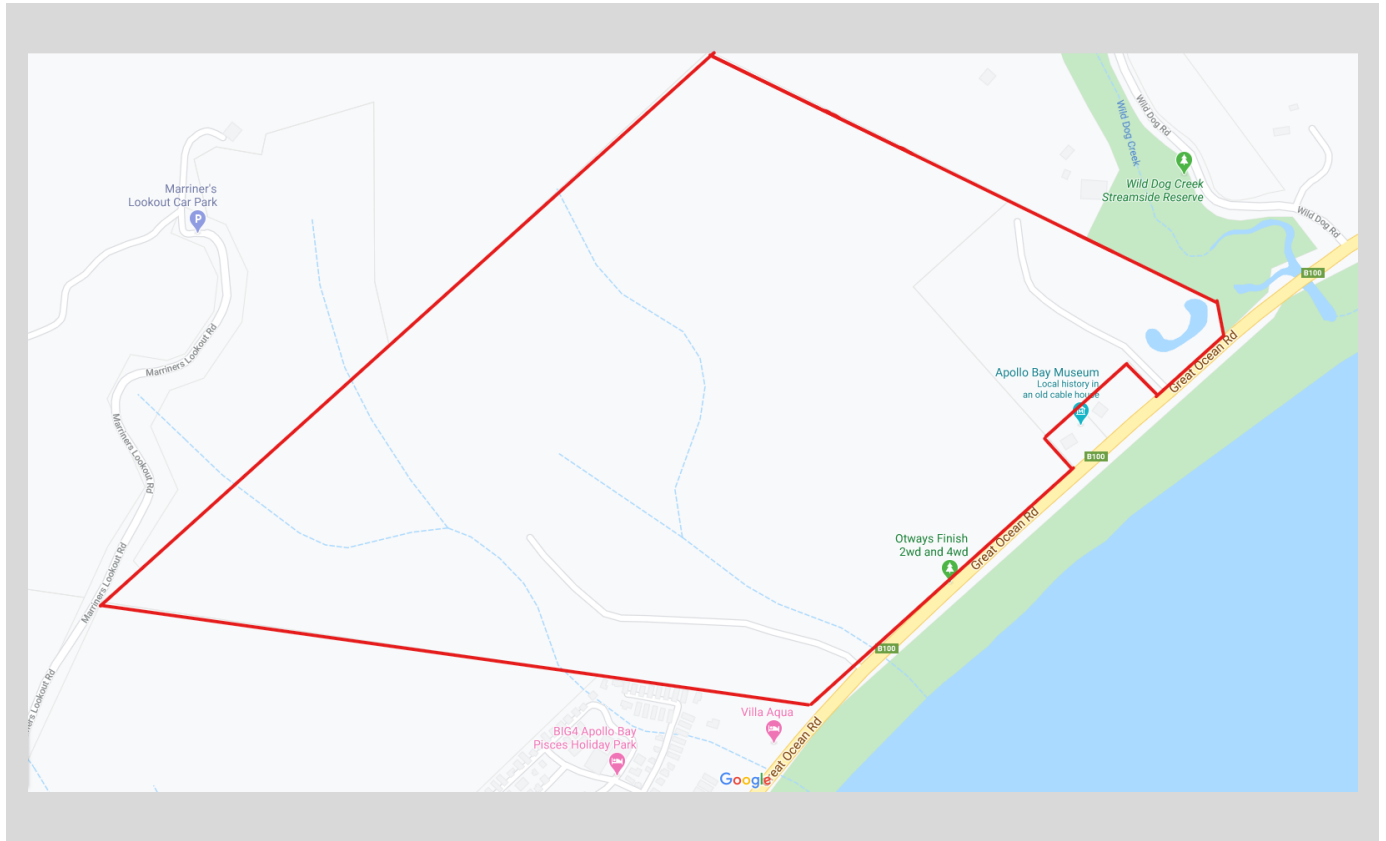 Wild Dog Rd
Wild Dog Creek
Marriner's
Lookout Car Park
P
Wild Dog Creek
Streamside Reserve
Wild Dog Rd
B100
Marriners Lookout Rd
Great Ocean Rd
Apollo Bay Museum
Local history in
an old cable house
Marriners Lookout Rd
B100
Otways Finish
2wd and 4wd
Great Ocean Rd
Marriners Lookout Rd
B100
ers Lookout Rd
Villa Aqua
BIG4 Apollo Bay
Pisces Holiday Park
Great Ocean Rd
Google